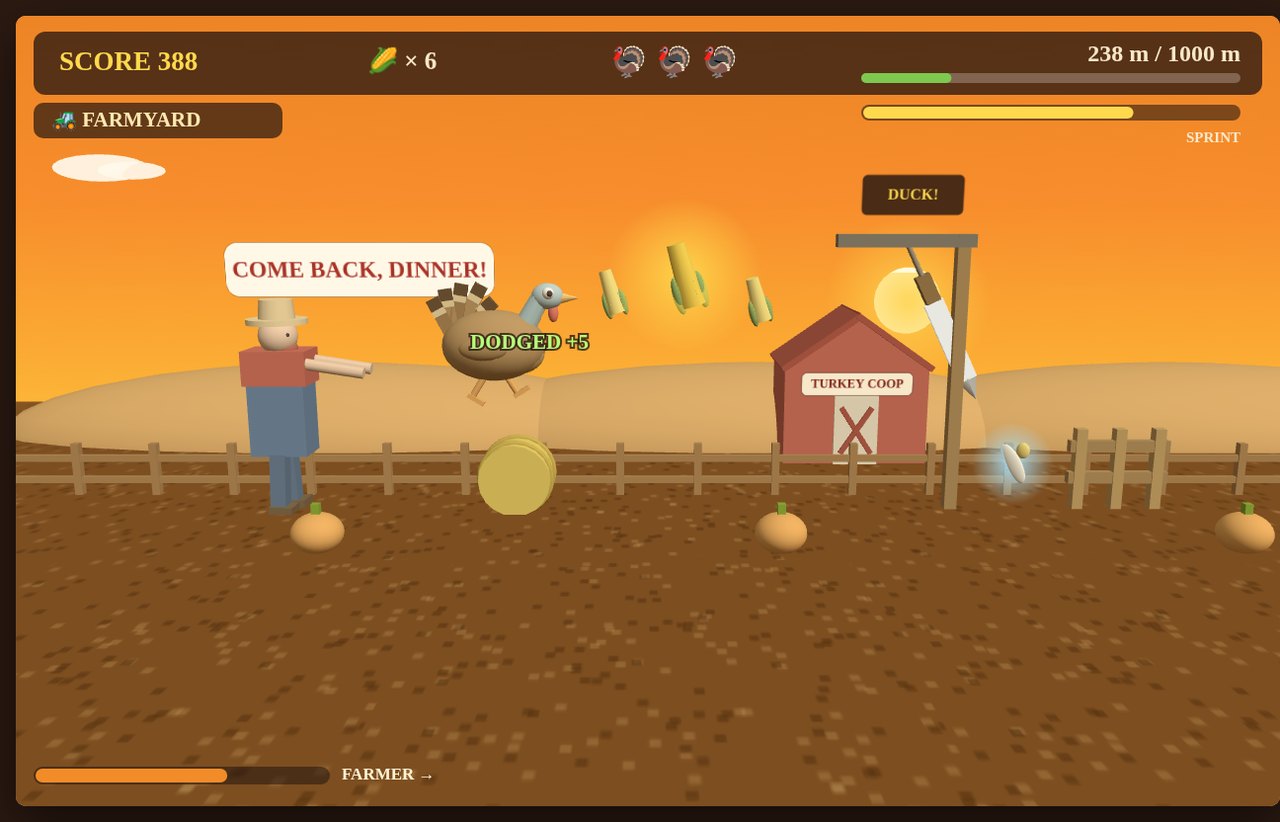 SCORE 388
× 6
238 m / 1000 m
FARMYARD
SPRINT
DUCK!
COME BACK, DINNER!
DODGED +5
TURKEY COOP
FARMER →